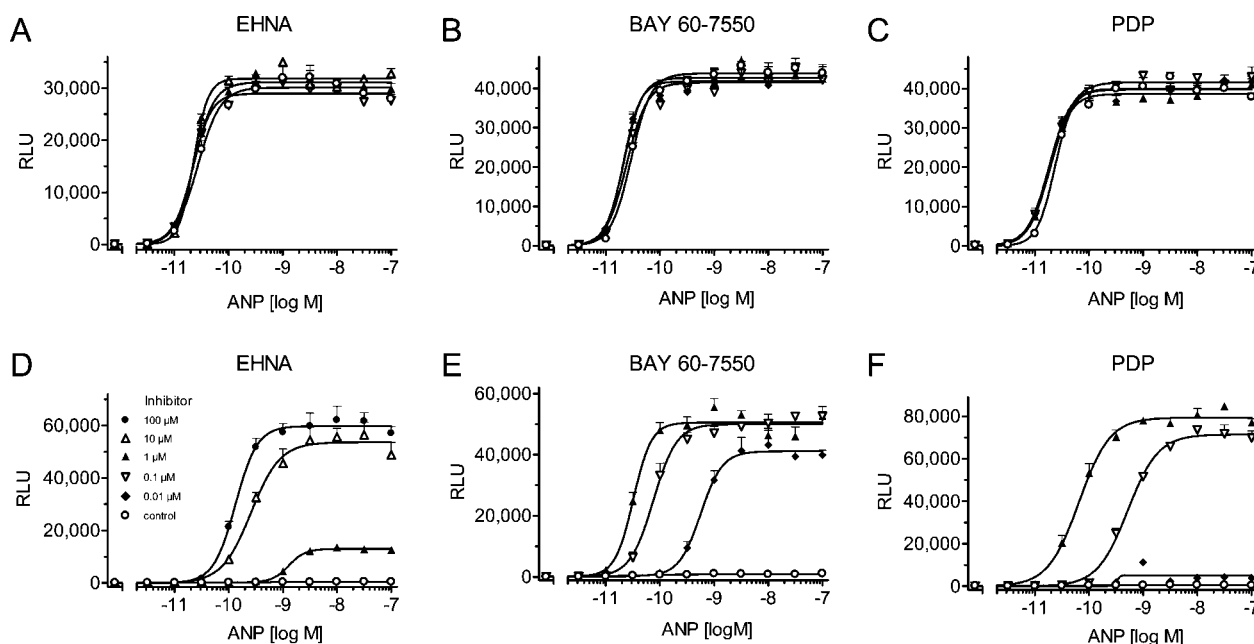 A
EHNA
RLU
30,000
20,000
10,000
0
-11
-10
-9
-8
-7
ANP [log M]
B
BAY 60-7550
RLU
40,000
30,000
20,000
10,000
0
-11
-10
-9
-8
-7
ANP [log M]
C
PDP
RLU
50,000
40,000
30,000
20,000
10,000
0
-11
-10
-9
-8
-7
ANP [log M]
D
EHNA
RLU
60,000
40,000
20,000
0
Inhibitor
100 µM
10 µM
1 µM
0.1 µM
0.01 µM
control
-11
-10
-9
-8
-7
ANP [log M]
E
BAY 60-7550
RLU
60,000
40,000
20,000
0
-11
-10
-9
-8
-7
ANP [logM]
F
PDP
RLU
80,000
60,000
40,000
20,000
0
-11
-10
-9
-8
-7
ANP [log M]